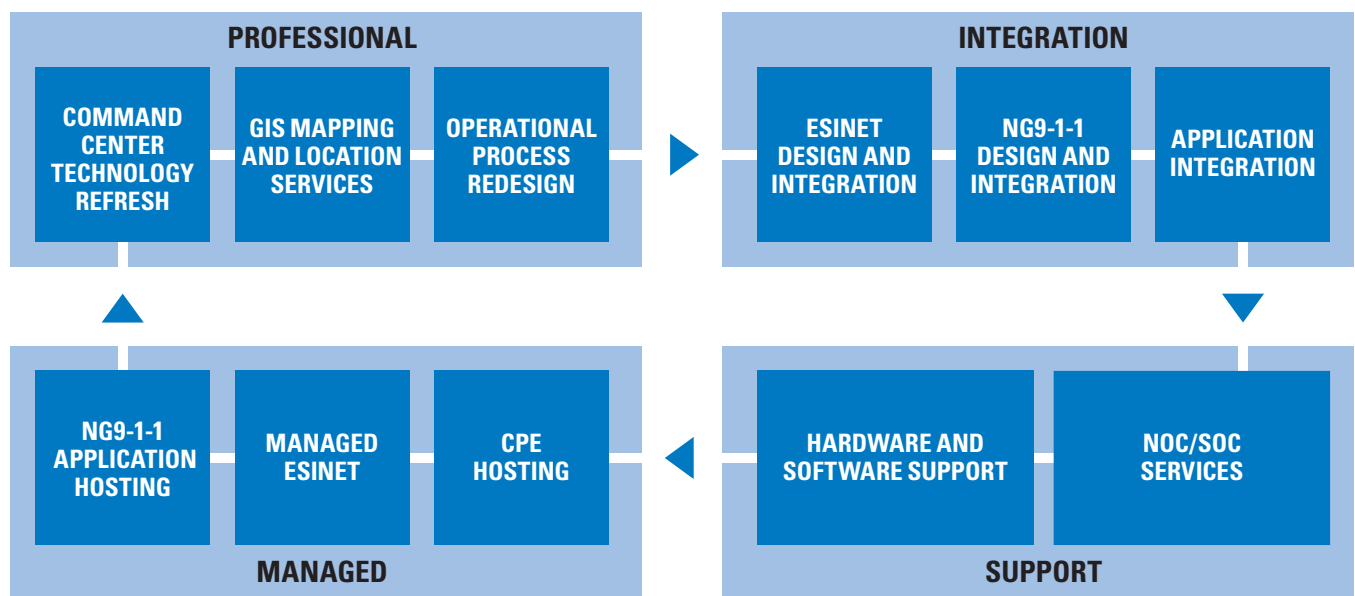 PROFESSIONAL
COMMAND
CENTER
TECHNOLOGY
REFRESH
GIS MAPPING
AND LOCATION
SERVICES
OPERATIONAL
PROCESS
REDESIGN
INTEGRATION
ESINET
DESIGN AND
INTEGRATION
NG9-1-1
DESIGN AND
INTEGRATION
APPLICATION
INTEGRATION
NG9-1-1
APPLICATION
HOSTING
MANAGED
ESINET
CPE
HOSTING
MANAGED
HARDWARE AND
SOFTWARE SUPPORT
NOC/SOC
SERVICES
SUPPORT